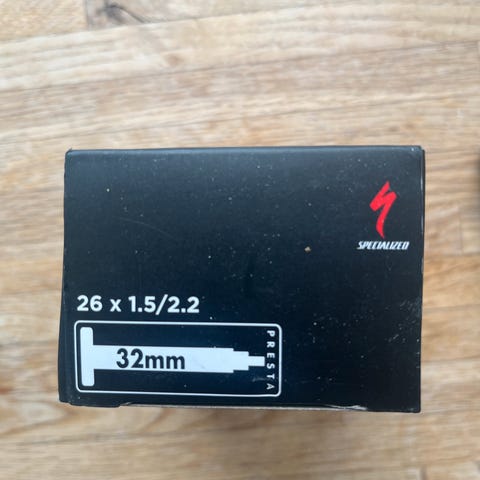 SPECIALIZED
26 x 1.5/2.2
32mm
PRESTA